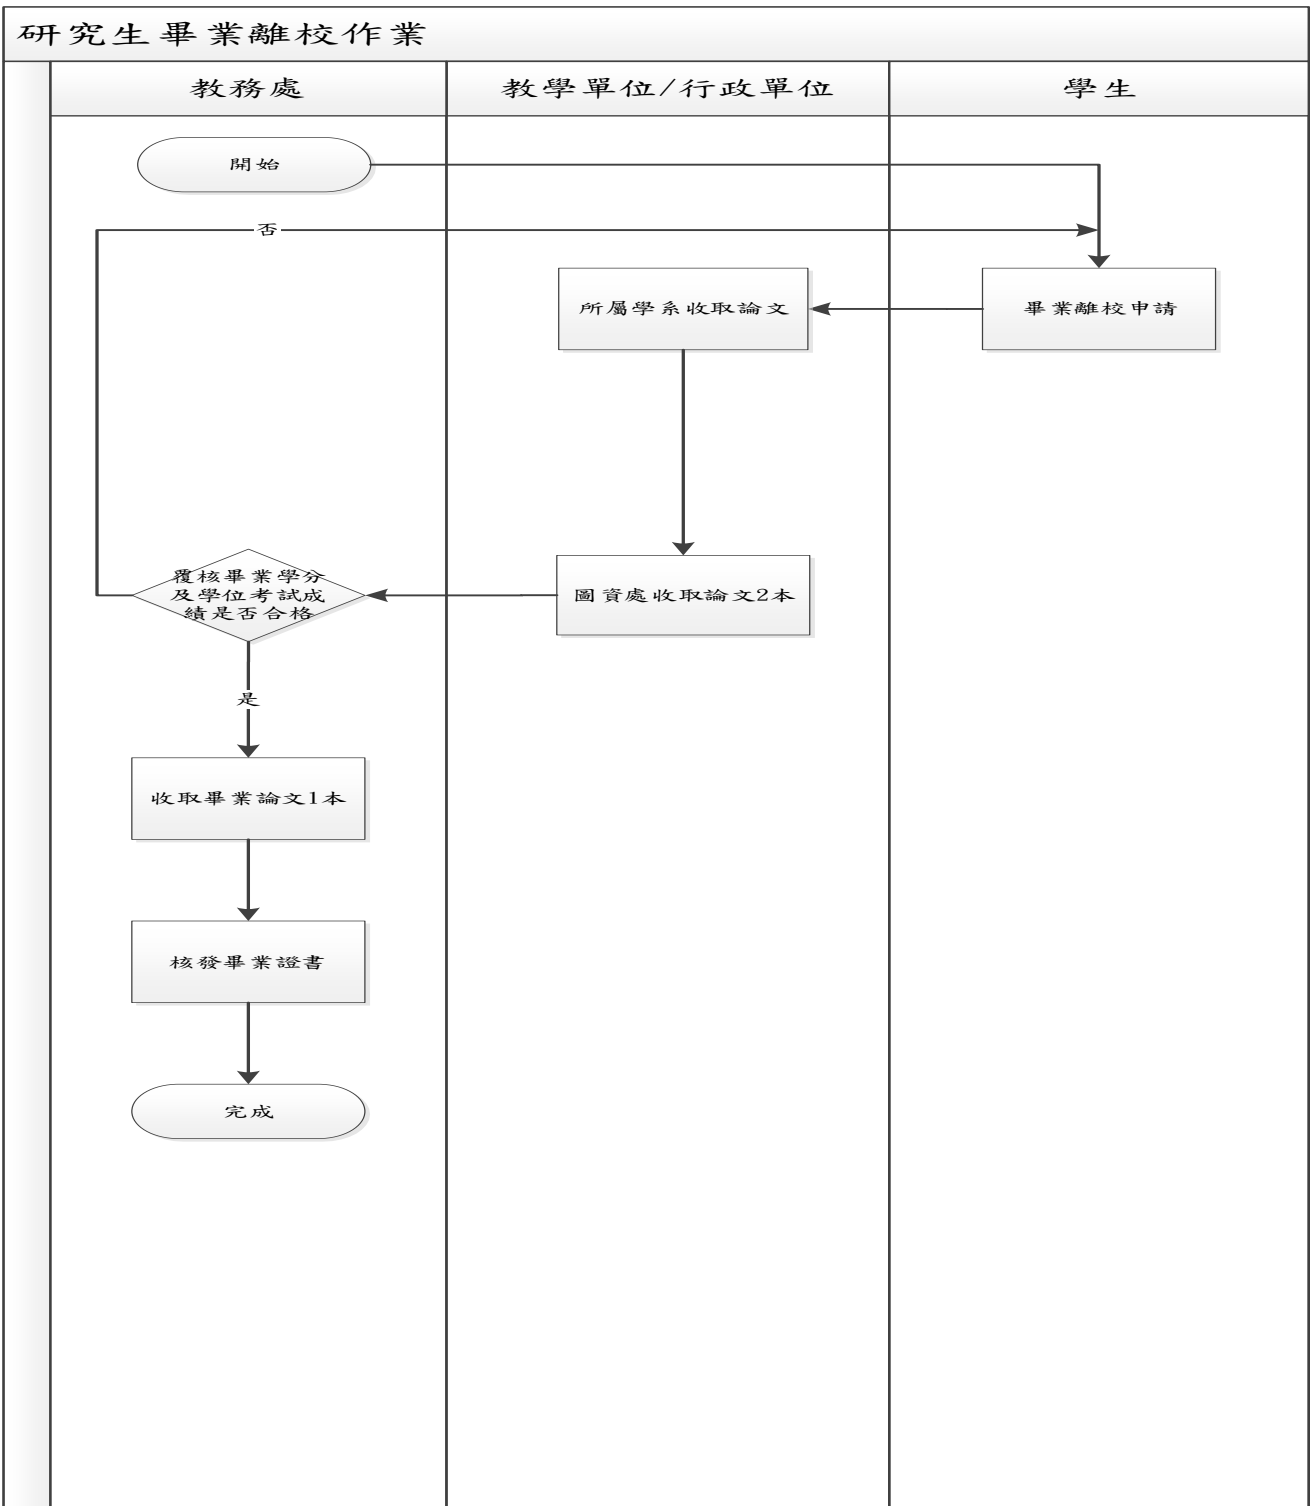 研究生畢業離校作業
教務處
教學單位/行政單位
學生
開始
否
所屬學系收取論文
畢業離校申請
覆核畢業學分
及學位考試成
績是否合格
圖資處收取論文2本
是
收取畢業論文1本
核發畢業證書
完成